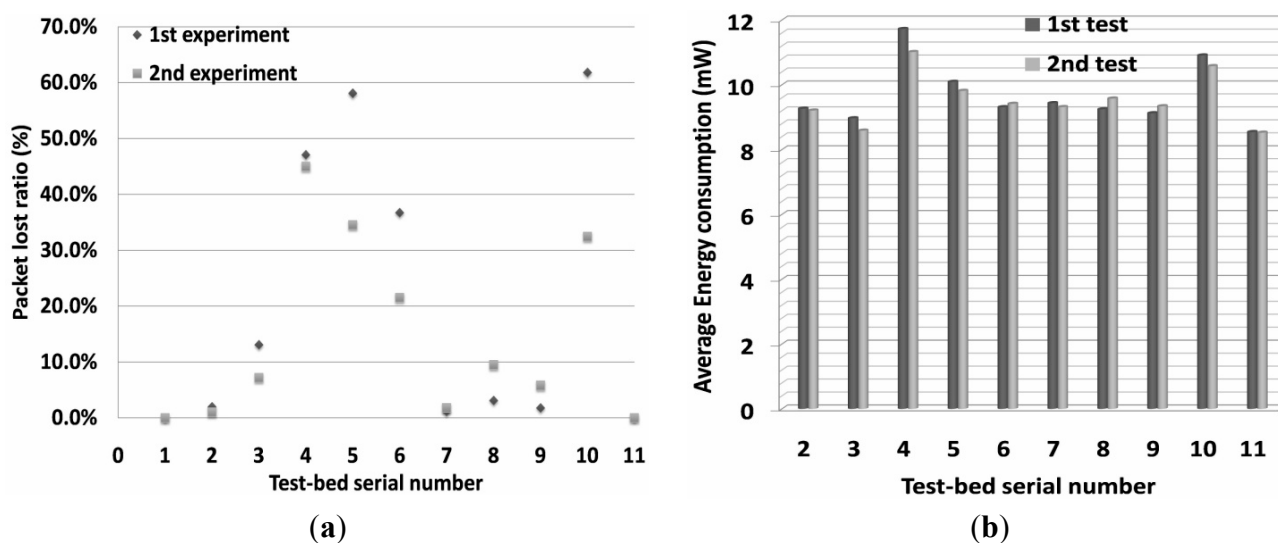 70.0%
60.0%
50.0%
40.0%
30.0%
20.0%
10.0%
0.0%
Packet lost ratio (%)
1st experiment
2nd experiment
0 1 2 3 4 5 6 7 8 9 10 11
Test-bed serial number
(a)
12
10
8
6
4
2
0
Average Energy consumption (mW)
1st test
2nd test
2 3 4 5 6 7 8 9 10 11
Test-bed serial number
(b)